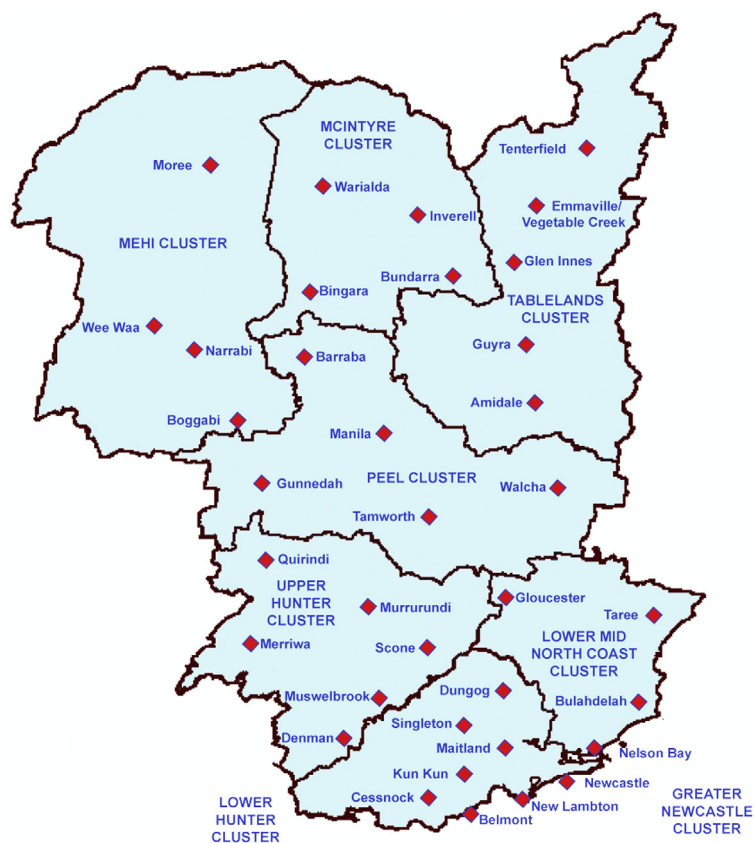 MCINTYRE
CLUSTER
Tenterfield
Moree
Warialda
Emmaville/
Vegetable Creek
Inverell
MEHI CLUSTER
Glen Innes
Bundarra
Bingara
TABLELANDS
CLUSTER
Wee Waa
Guyra
Narrabi
Barraba
Amidale
Boggabi
Manila
PEEL CLUSTER
Gunnedah
Walcha
Tamworth
Quirindi
UPPER
HUNTER
CLUSTER
Gloucester
Murrurundi
Taree
LOWER MID
NORTH COAST
CLUSTER
Merriwa
Scone
Dungog
Muswelbrook
Bulahdelah
Singleton
Denman
Maitland
Nelson Bay
Kun Kun
Newcastle
Cessnock
New Lambton
Belmont
LOWER
HUNTER
CLUSTER
GREATER
NEWCASTLE
CLUSTER